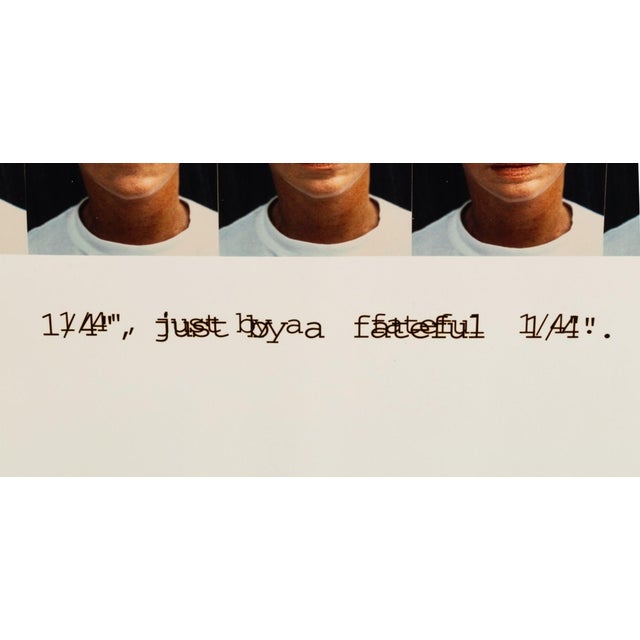 1/4", just by a fateful 1/4".